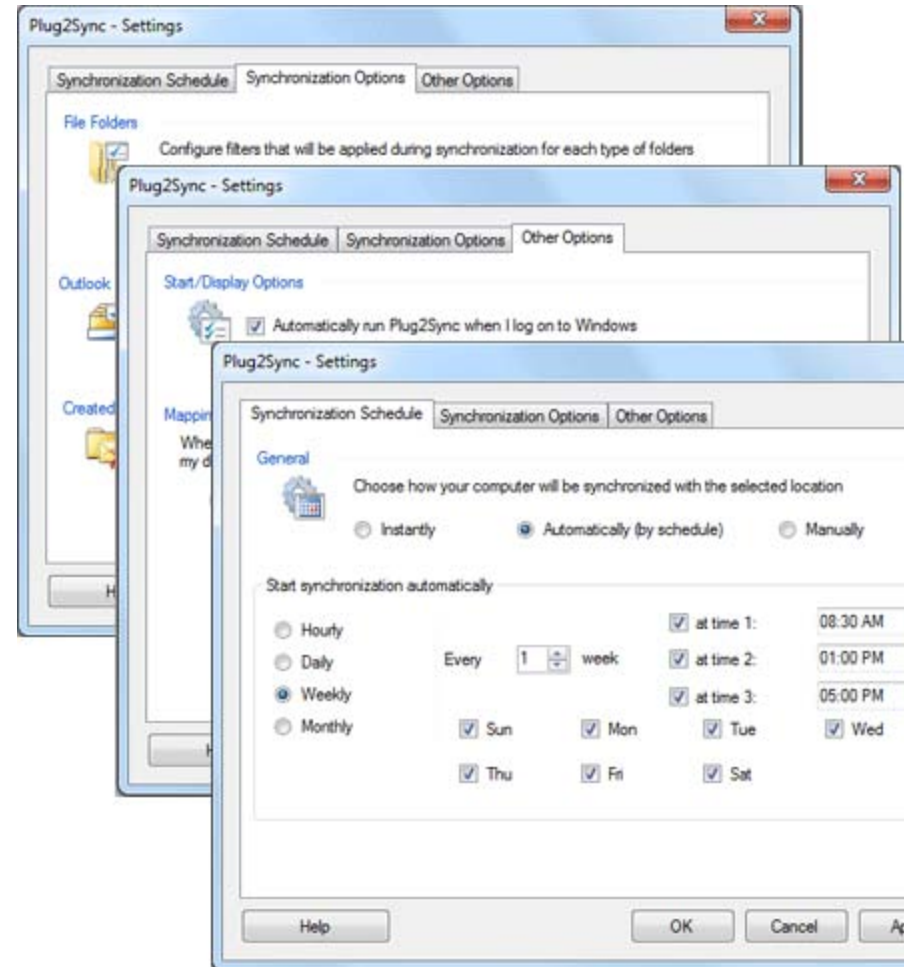 Plug2Sync - Settings
Synchronization Schedule Synchronization Options Other Options
File Folders
Configure filters that will be applied during synchronization for each type of folders
Outlook
Created
Plug2Sync - Settings
Synchronization Schedule Synchronization Options Other Options
Start/Display Options
Automatically run Plug2Sync when I log on to Windows
my d
Plug2Sync - Settings
Synchronization Schedule Synchronization Options Other Options
General
Choose how your computer will be synchronized with the selected location
Instantly Automatically (by schedule) Manually
Start synchronization automatically
Hourly
Daily
Weekly
Monthly
Every 1 week
at time 1: 08:30 AM
at time 2: 01:00 PM
at time 3: 05:00 PM
Sun Mon Tue Wed
Thu Fri Sat
Help OK Cancel